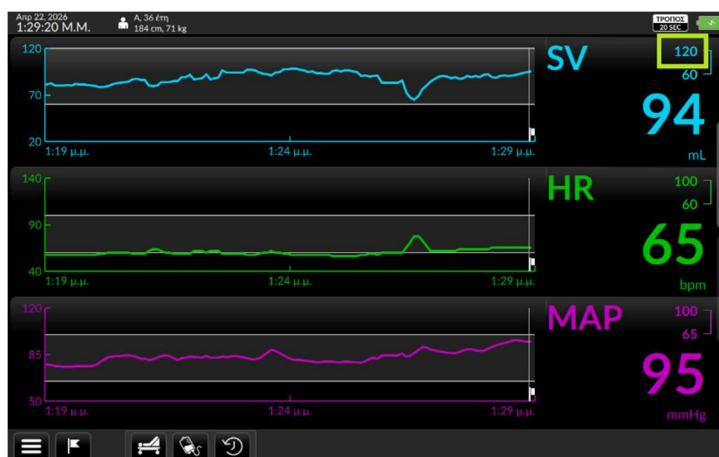 Απρ 22, 2026
1:29:20 Μ.Μ.
Α, 36 έτη
184 cm, 71 kg
ΤΡΟΠΟΣ
20 SEC
120
70
20
1:19 μ.μ.
1:24 μ.μ.
1:29 μ.μ.
SV
120
60
94
mL
140
90
40
1:19 μ.μ.
1:24 μ.μ.
1:29 μ.μ.
HR
100
60
65
bpm
120
85
50
1:19 μ.μ.
1:24 μ.μ.
1:29 μ.μ.
MAP
100
65
95
mmHg